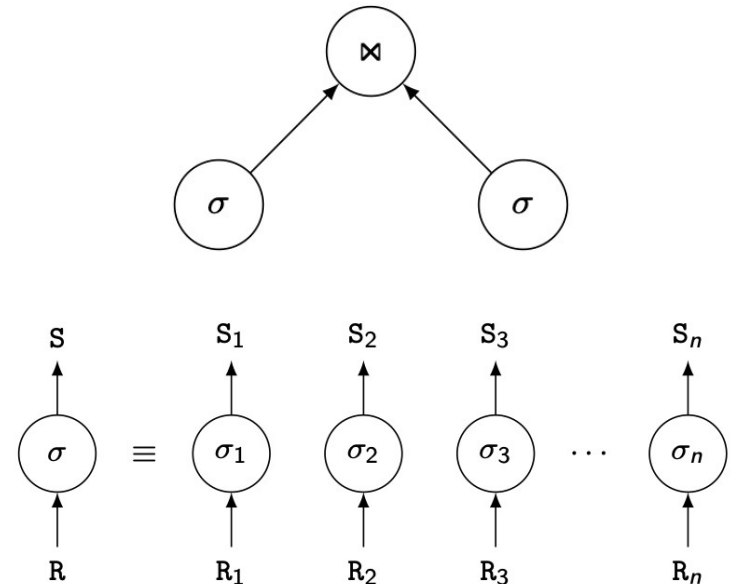 ⋈
σ σ
S S₁ S₂ S₃ Sₙ
σ ≡ σ₁ σ₂ σ₃ ⋯ σₙ
R R₁ R₂ R₃ Rₙ